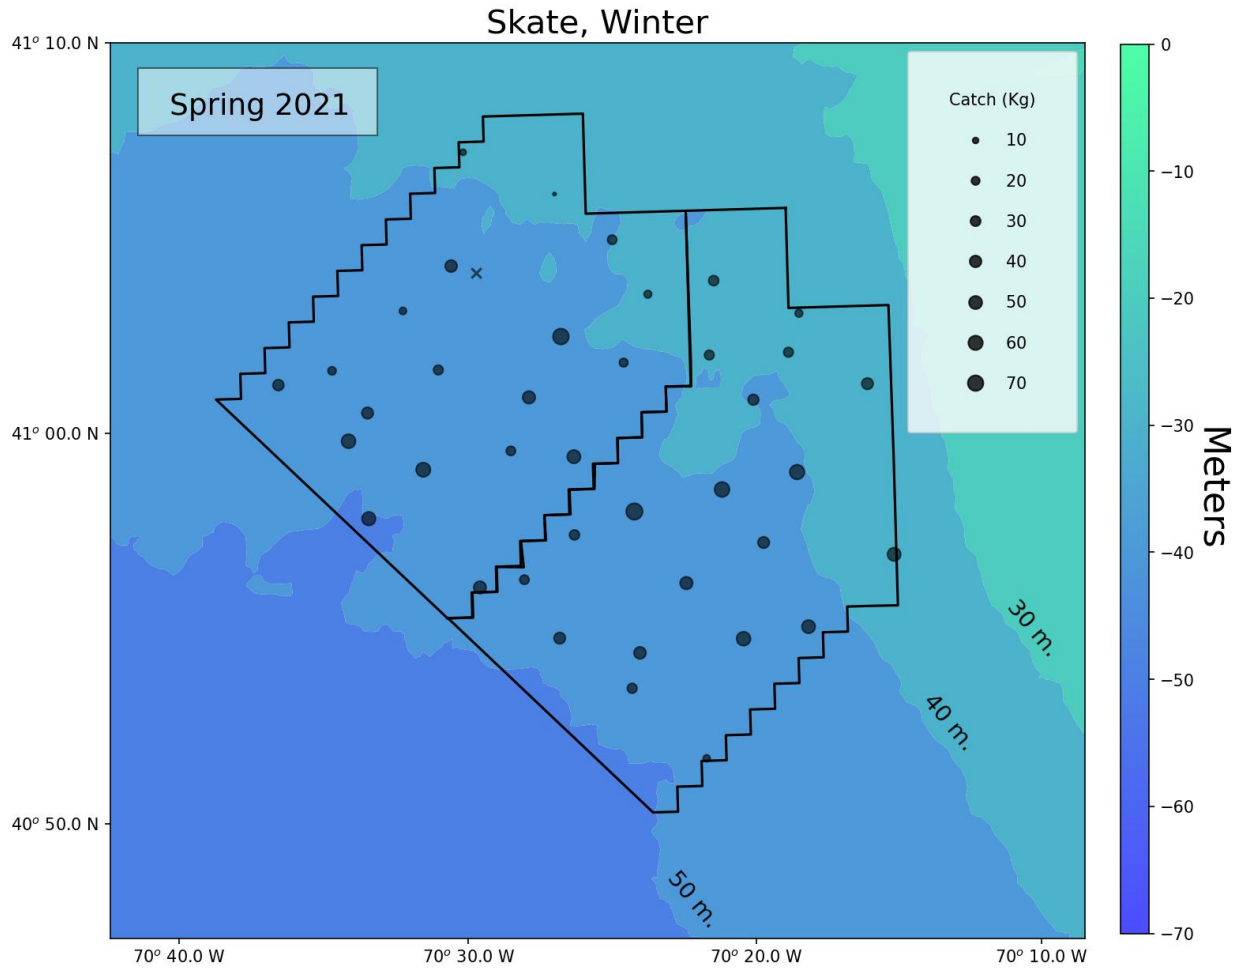 Skate, Winter
41° 10.0 N
41° 00.0 N
40° 50.0 N
Spring 2021
Catch (Kg)
10
20
30
40
50
60
70
30 m.
40 m.
50 m.
70° 40.0 W
70° 30.0 W
70° 20.0 W
70° 10.0 W
0
−10
−20
−30
−40
−50
−60
−70
Meters